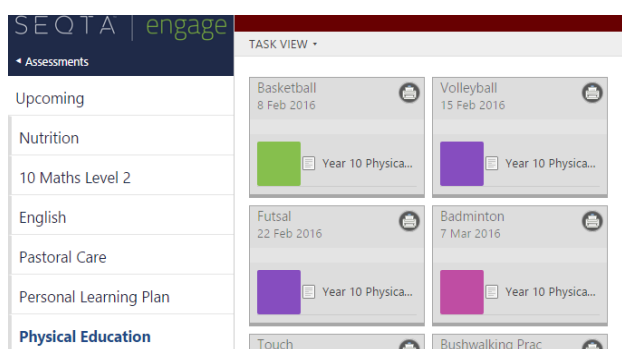 SEQTA | engage
◂ Assessments
Upcoming
Nutrition
10 Maths Level 2
English
Pastoral Care
Personal Learning Plan
Physical Education
TASK VIEW
Basketball
8 Feb 2016
Year 10 Physica...
Volleyball
15 Feb 2016
Year 10 Physica...
Futsal
22 Feb 2016
Year 10 Physica...
Badminton
7 Mar 2016
Year 10 Physica...
Touch
Bushwalking Prac